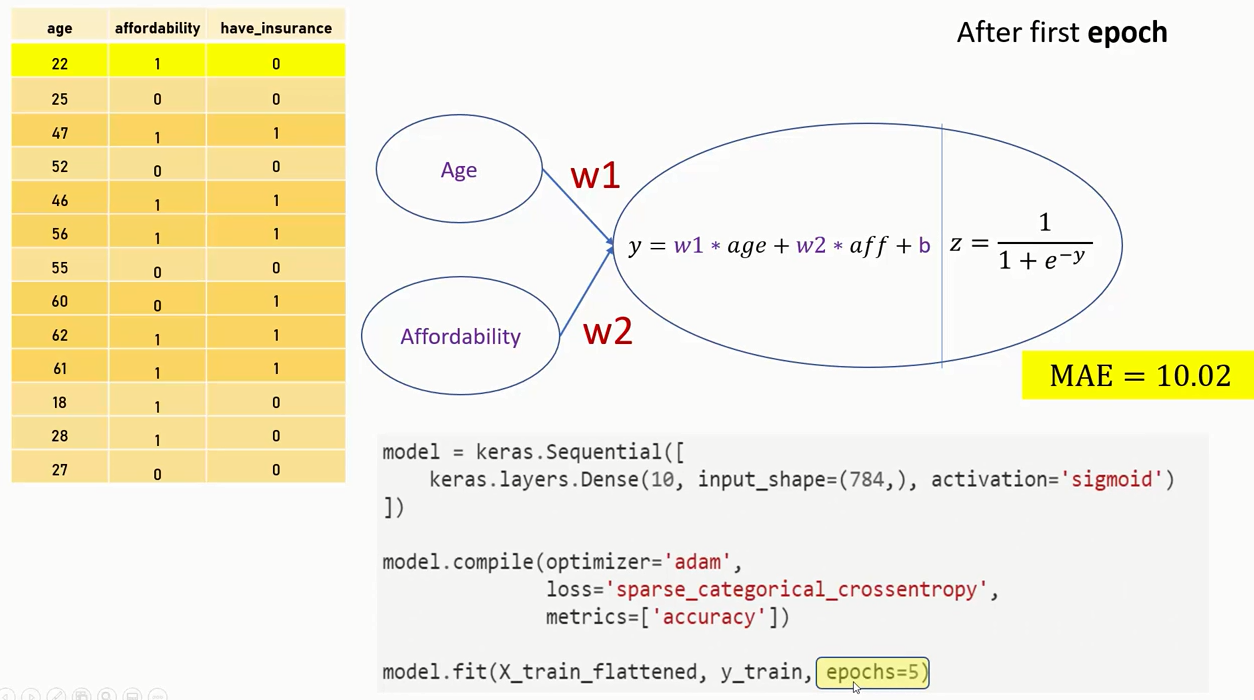 age affordability have_insurance
22 1 0
25 0 0
47 1 1
52 0 0
46 1 1
56 1 1
55 0 0
60 0 1
62 1 1
61 1 1
18 1 0
28 1 0
27 0 0
After first epoch
Age
w1
Affordability
w2
y = w1 * age + w2 * aff + b
z = 1 / (1 + e^−y)
MAE = 10.02
model = keras.Sequential([
    keras.layers.Dense(10, input_shape=(784,), activation='sigmoid')
])
model.compile(optimizer='adam',
              loss='sparse_categorical_crossentropy',
              metrics=['accuracy'])
model.fit(X_train_flattened, y_train, epochs=5)